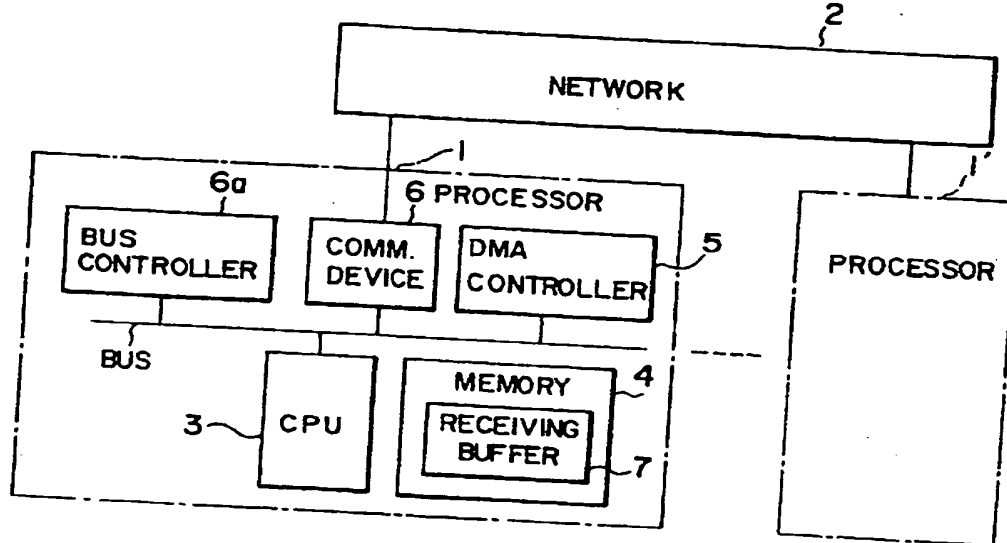 2
NETWORK
1
1'
6a
6 PROCESSOR
BUS
CONTROLLER
COMM.
DEVICE
DMA
CONTROLLER
5
PROCESSOR
BUS
3
CPU
MEMORY
4
RECEIVING
BUFFER
7